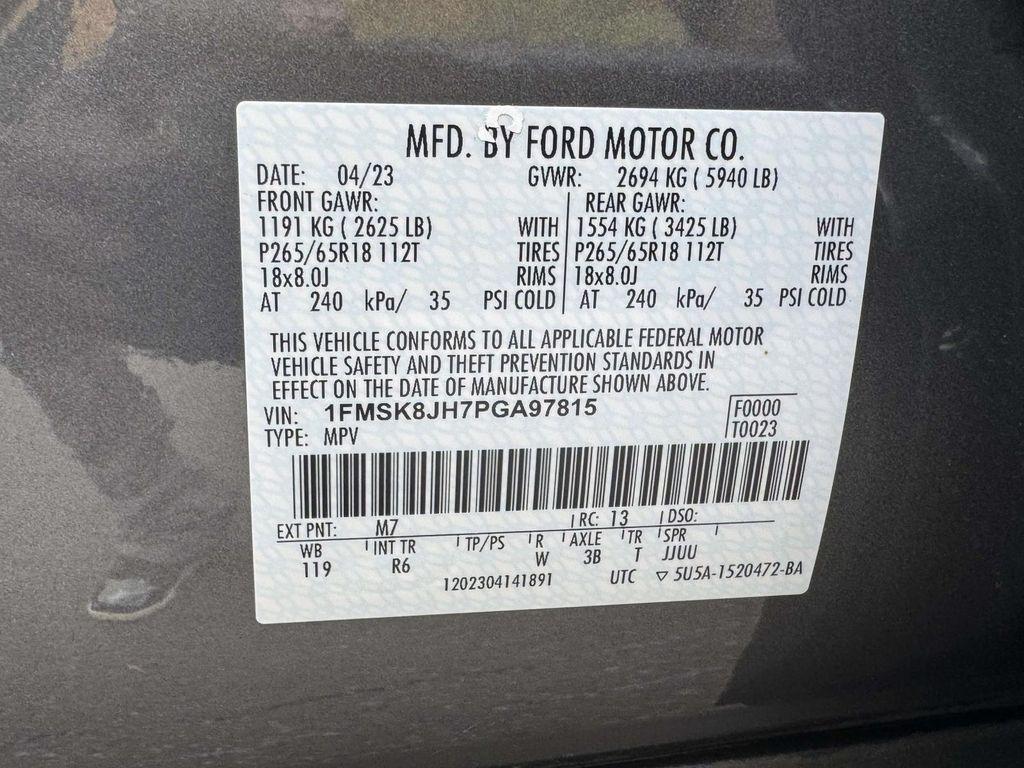 MFD. BY FORD MOTOR CO.
DATE: 04/23 GVWR: 2694 KG ( 5940 LB)
FRONT GAWR: REAR GAWR:
1191 KG ( 2625 LB) WITH 1554 KG ( 3425 LB) WITH
P265/65R18 112T TIRES P265/65R18 112T TIRES
18x8.0J RIMS 18x8.0J RIMS
AT 240 kPa/ 35 PSI COLD AT 240 kPa/ 35 PSI COLD
THIS VEHICLE CONFORMS TO ALL APPLICABLE FEDERAL MOTOR
VEHICLE SAFETY AND THEFT PREVENTION STANDARDS IN
EFFECT ON THE DATE OF MANUFACTURE SHOWN ABOVE.
VIN: 1FMSK8JH7PGA97815 F0000
TYPE: MPV T0023
EXT PNT: M7 RC: 13 DSO:
WB INT TR TP/PS R AXLE TR SPR
119 R6 W 3B T JJUU
1202304141891 UTC ▽ 5U5A-1520472-BA